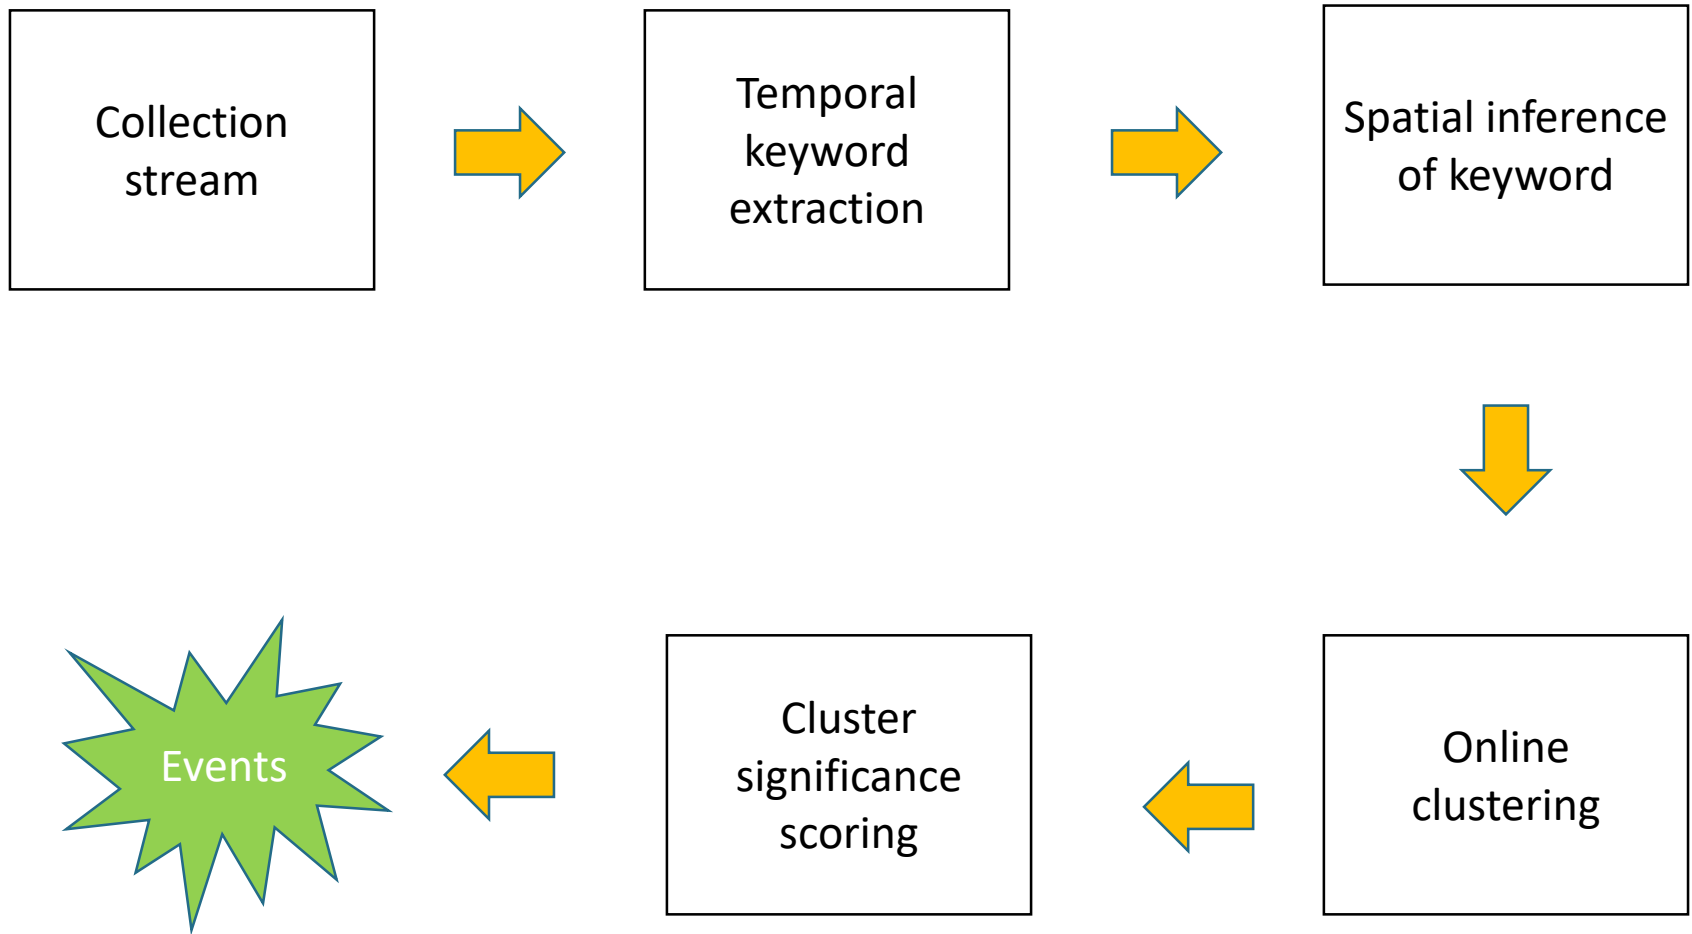 Collection
stream
Temporal
keyword
extraction
Spatial inference
of keyword
Online
clustering
Cluster
significance
scoring
Events